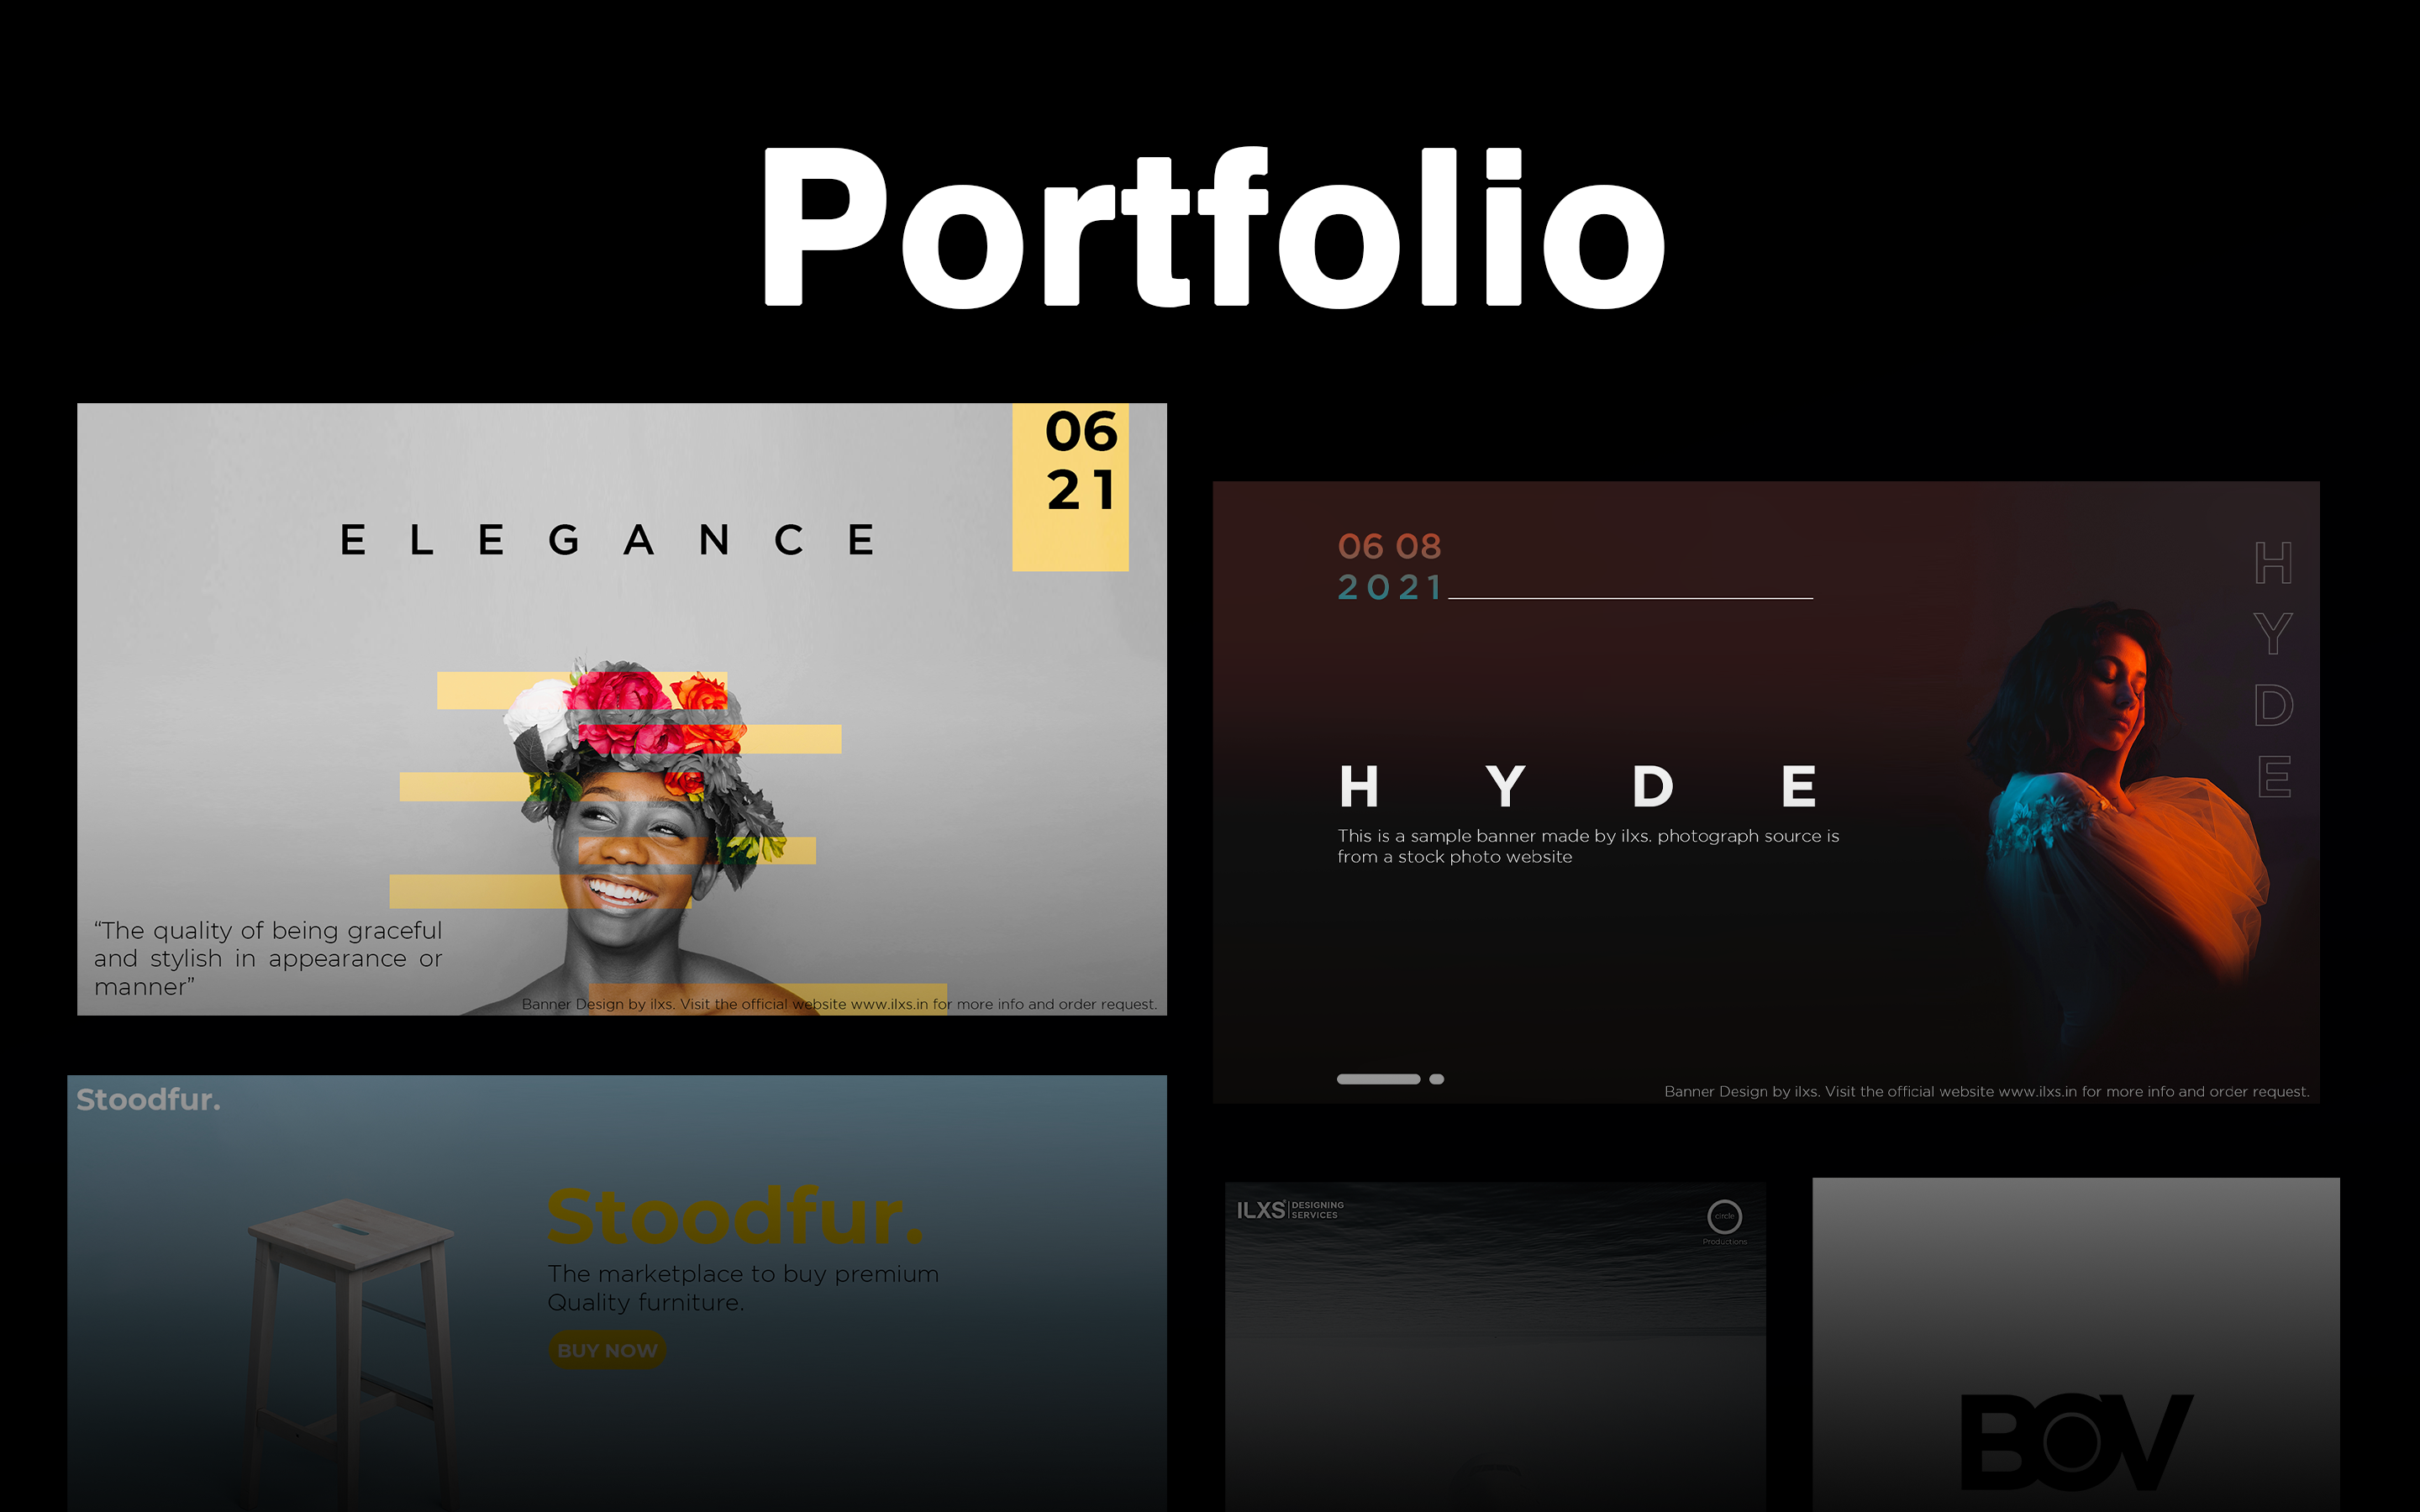 Portfolio
06
21
ELEGANCE
“The quality of being graceful
and stylish in appearance or
manner”
Banner Design by ilxs. Visit the official website www.ilxs.in for more info and order request.
06 08
2021
HYDE
HYDE
This is a sample banner made by ilxs. photograph source is
from a stock photo website
Banner Design by ilxs. Visit the official website www.ilxs.in for more info and order request.
Stoodfur.
Stoodfur.
The marketplace to buy premium
Quality furniture.
BUY NOW
ILXS DESIGNING
SERVICES
circle
Productions
BOV